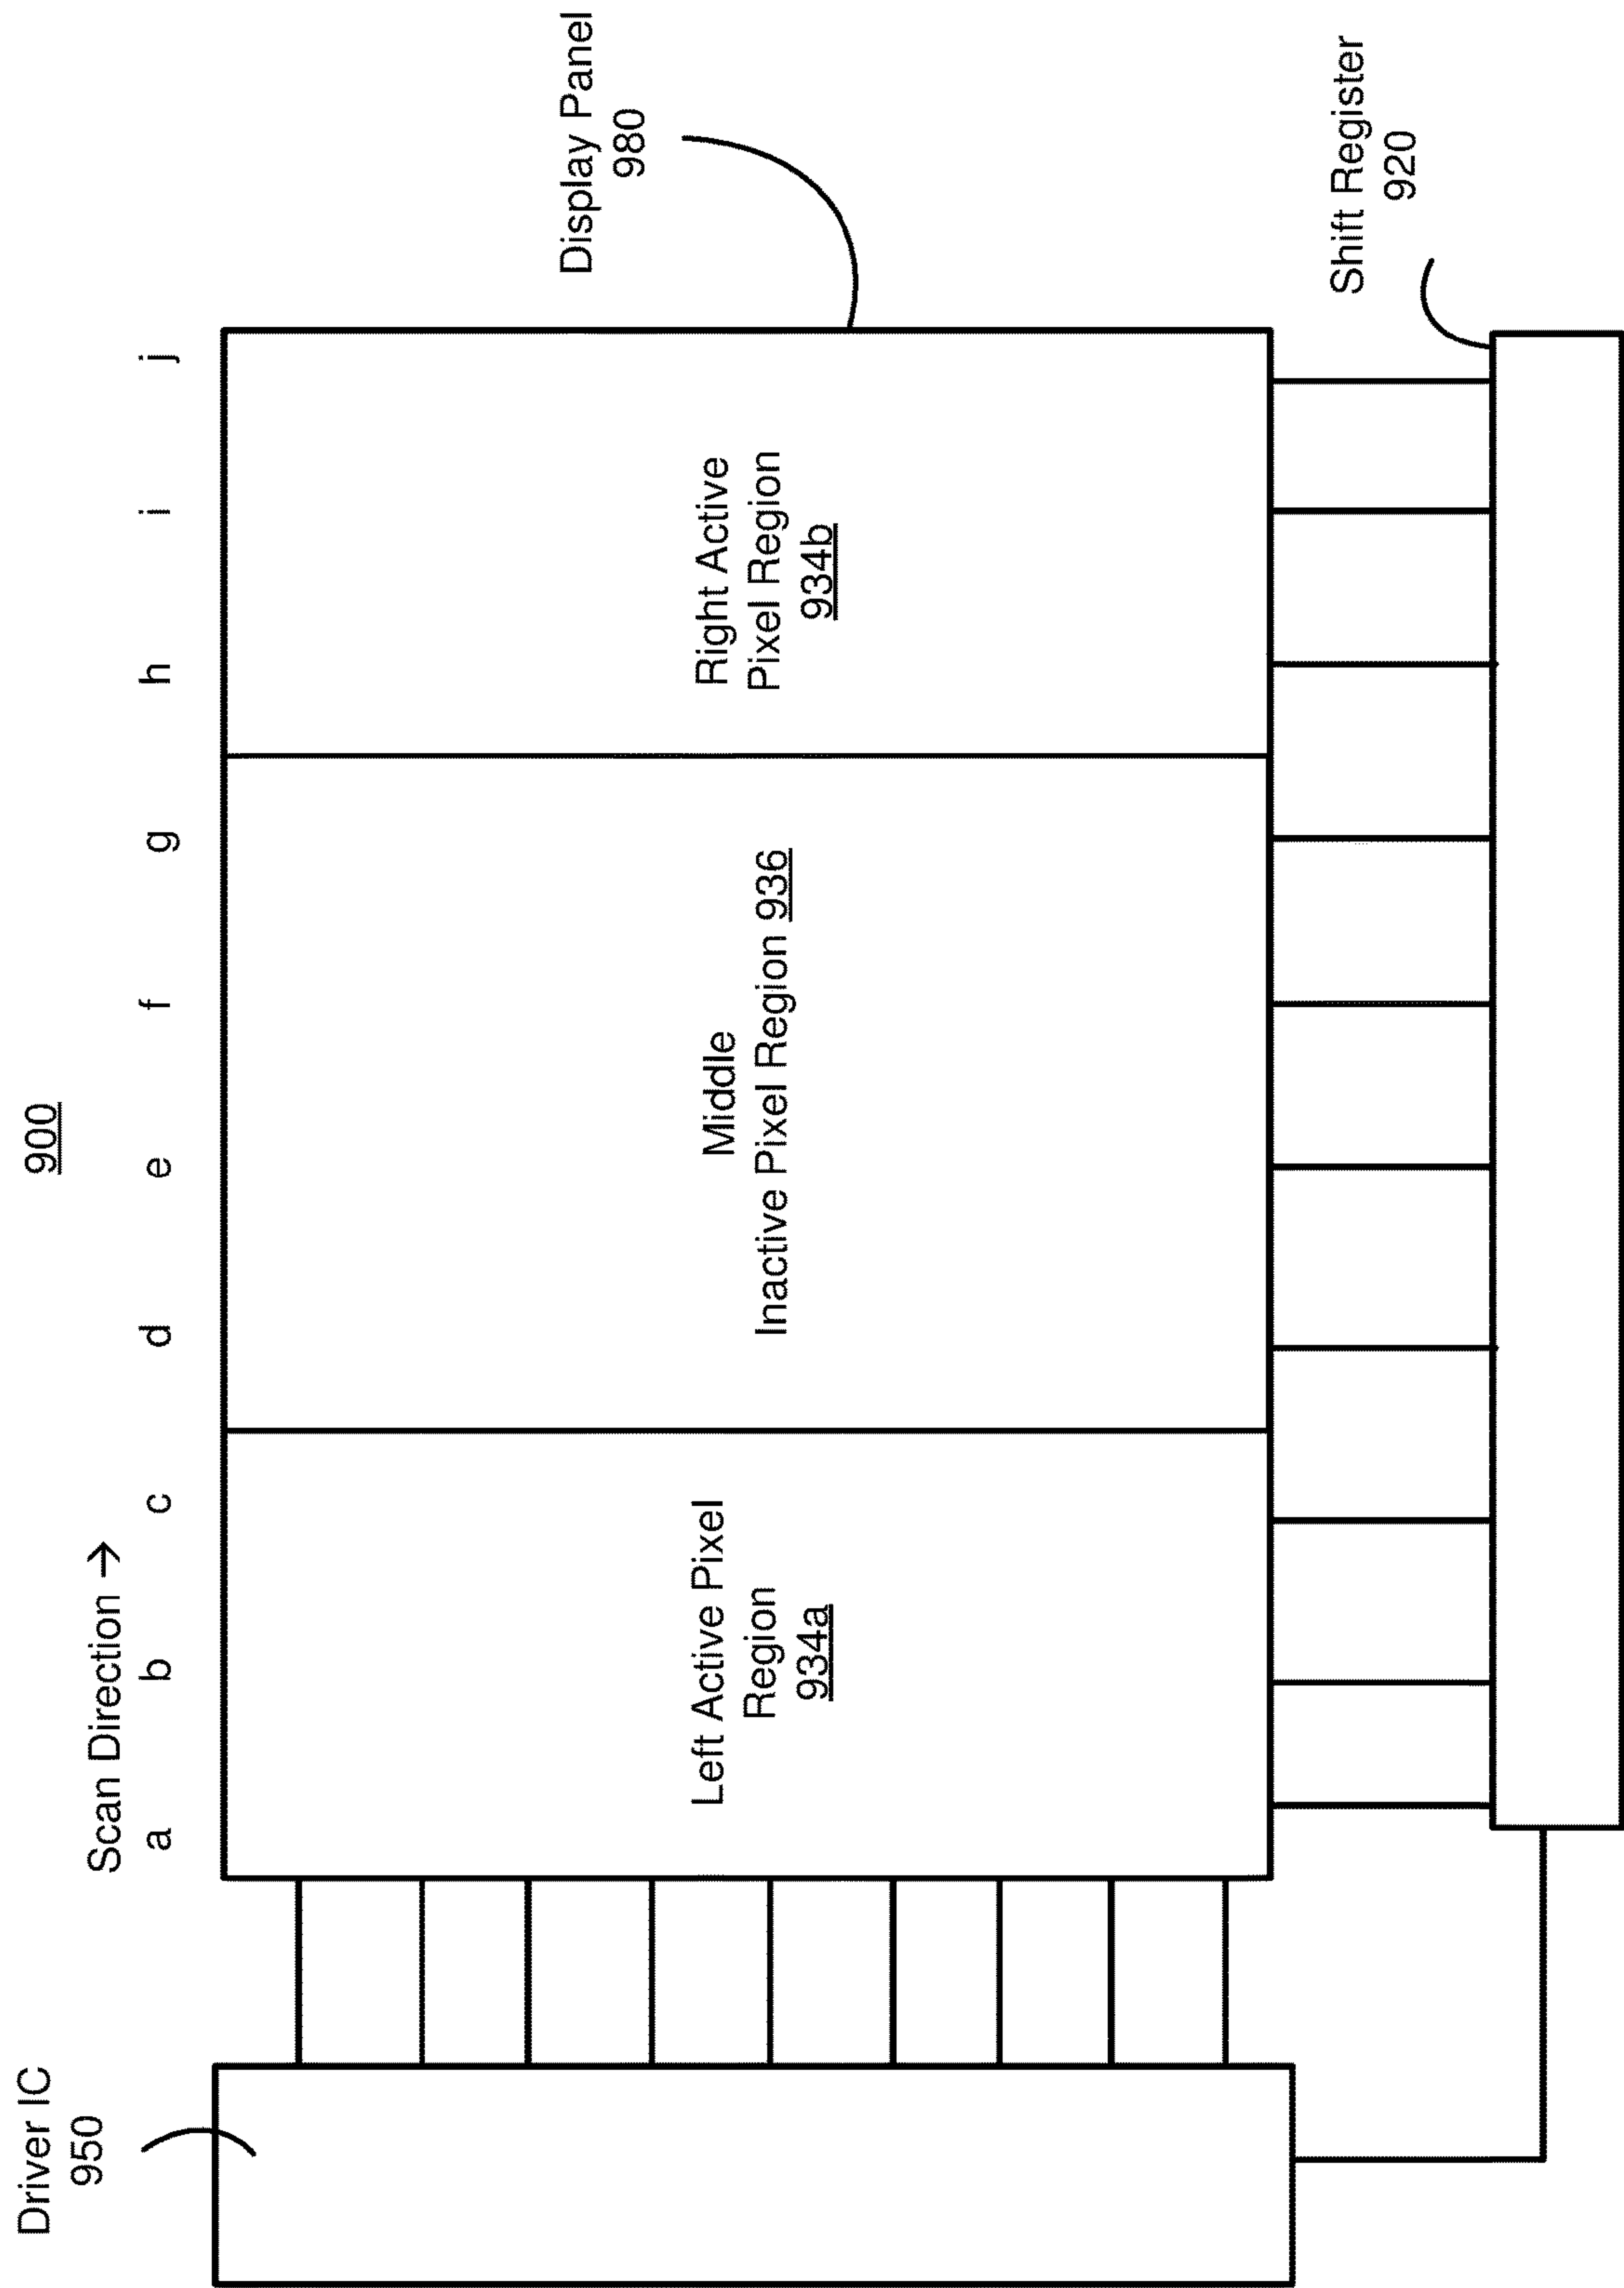 900
Driver IC
950
Scan Direction →
a b c d e f g h i j
Display Panel
980
Left Active Pixel
Region
934a
Middle
Inactive Pixel Region 936
Right Active
Pixel Region
934b
Shift Register
920